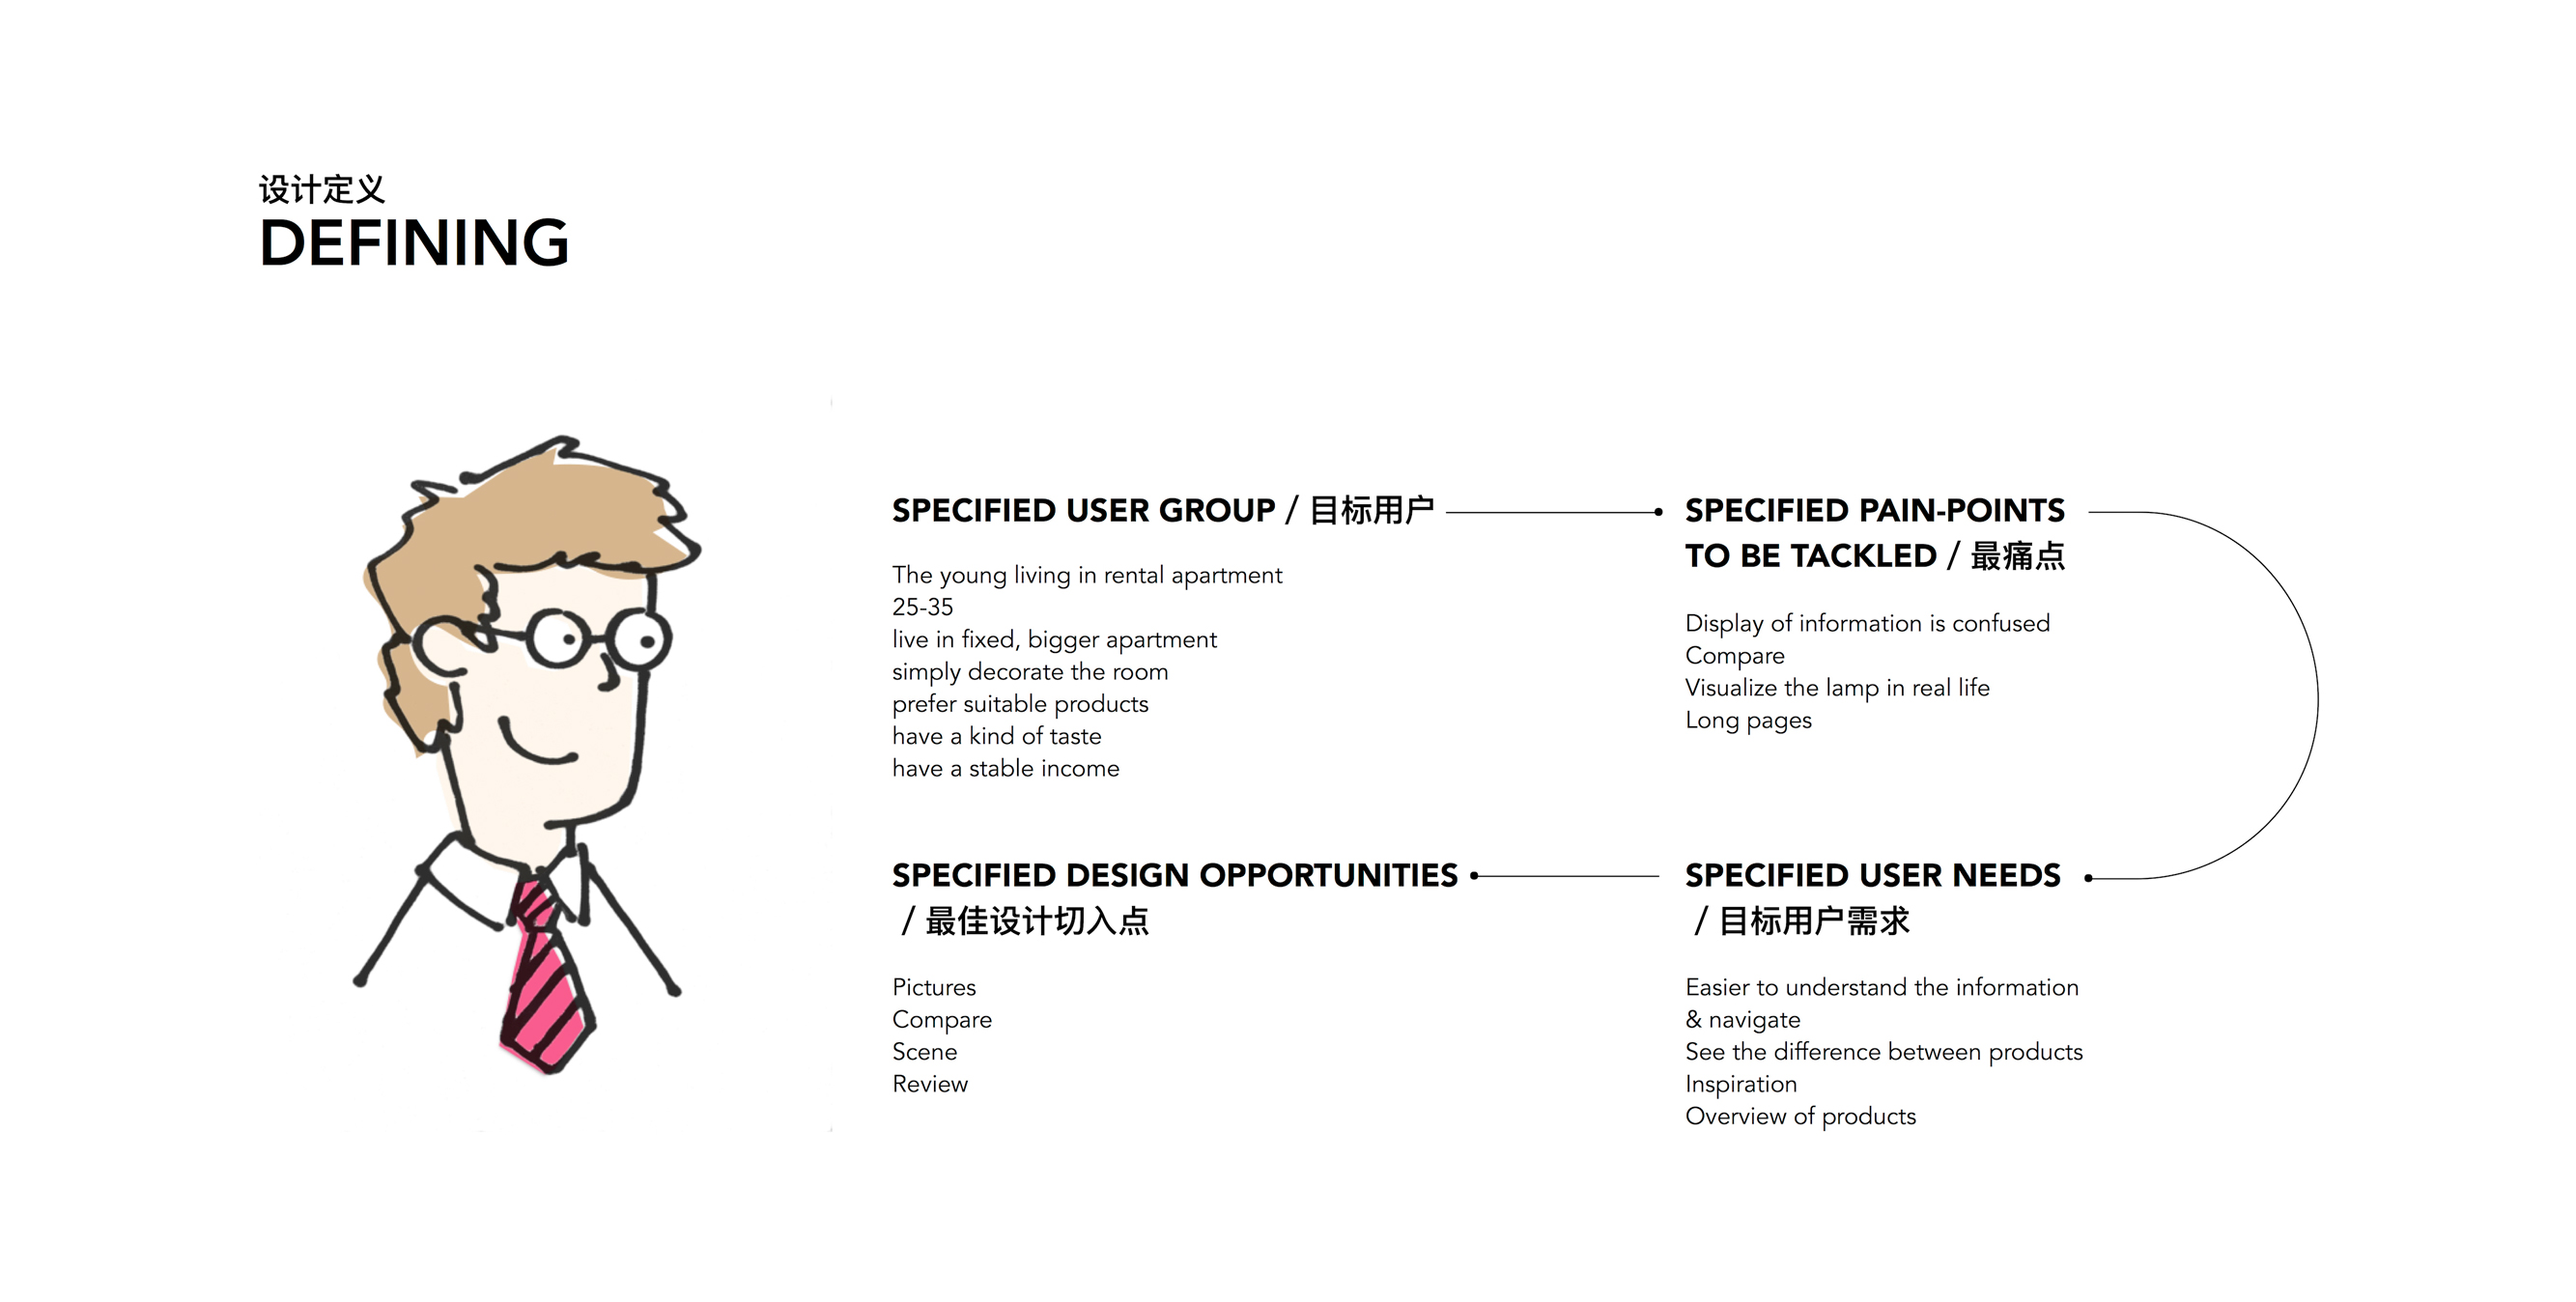 设计定义
DEFINING
SPECIFIED USER GROUP / 目标用户
The young living in rental apartment
25-35
live in fixed, bigger apartment
simply decorate the room
prefer suitable products
have a kind of taste
have a stable income
SPECIFIED PAIN-POINTS
TO BE TACKLED / 最痛点
Display of information is confused
Compare
Visualize the lamp in real life
Long pages
SPECIFIED USER NEEDS
/ 目标用户需求
Easier to understand the information
& navigate
See the difference between products
Inspiration
Overview of products
SPECIFIED DESIGN OPPORTUNITIES
/ 最佳设计切入点
Pictures
Compare
Scene
Review